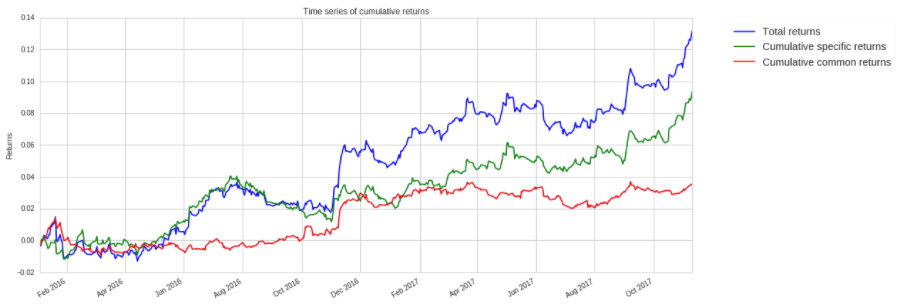 Time series of cumulative returns
0.14
0.12
0.10
0.08
0.06
0.04
0.02
0.00
−0.02
Returns
Feb 2016
Apr 2016
Jun 2016
Aug 2016
Oct 2016
Dec 2016
Feb 2017
Apr 2017
Jun 2017
Aug 2017
Oct 2017
Total returns
Cumulative specific returns
Cumulative common returns